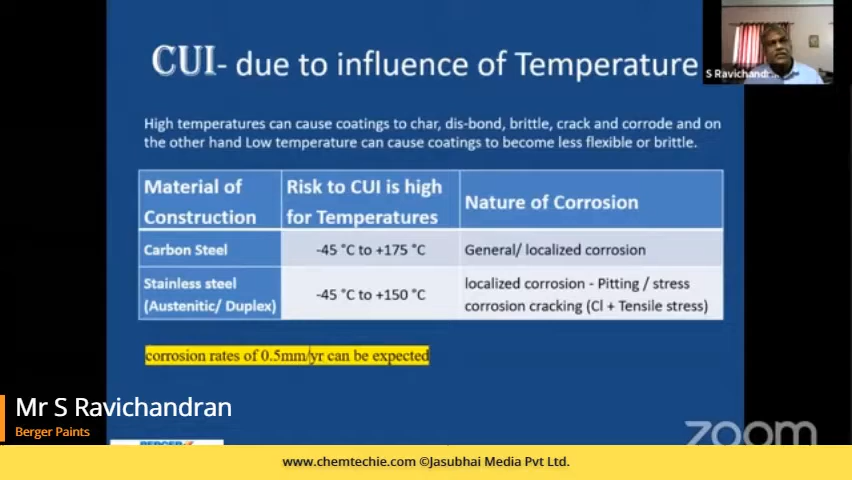 CUI- due to influence of Temperature
S Ravichandran
High temperatures can cause coatings to char, dis-bond, brittle, crack and corrode and on
the other hand Low temperature can cause coatings to become less flexible or brittle.
Material of
Construction
Risk to CUI is high
for Temperatures
Nature of Corrosion
Carbon Steel
-45 °C to +175 °C
General/ localized corrosion
Stainless steel
(Austenitic/ Duplex)
-45 °C to +150 °C
localized corrosion - Pitting / stress
corrosion cracking (Cl + Tensile stress)
corrosion rates of 0.5mm/yr can be expected
Mr S Ravichandran
Berger Paints
BERGER
zoom
www.chemtechie.com ©Jasubhai Media Pvt Ltd.